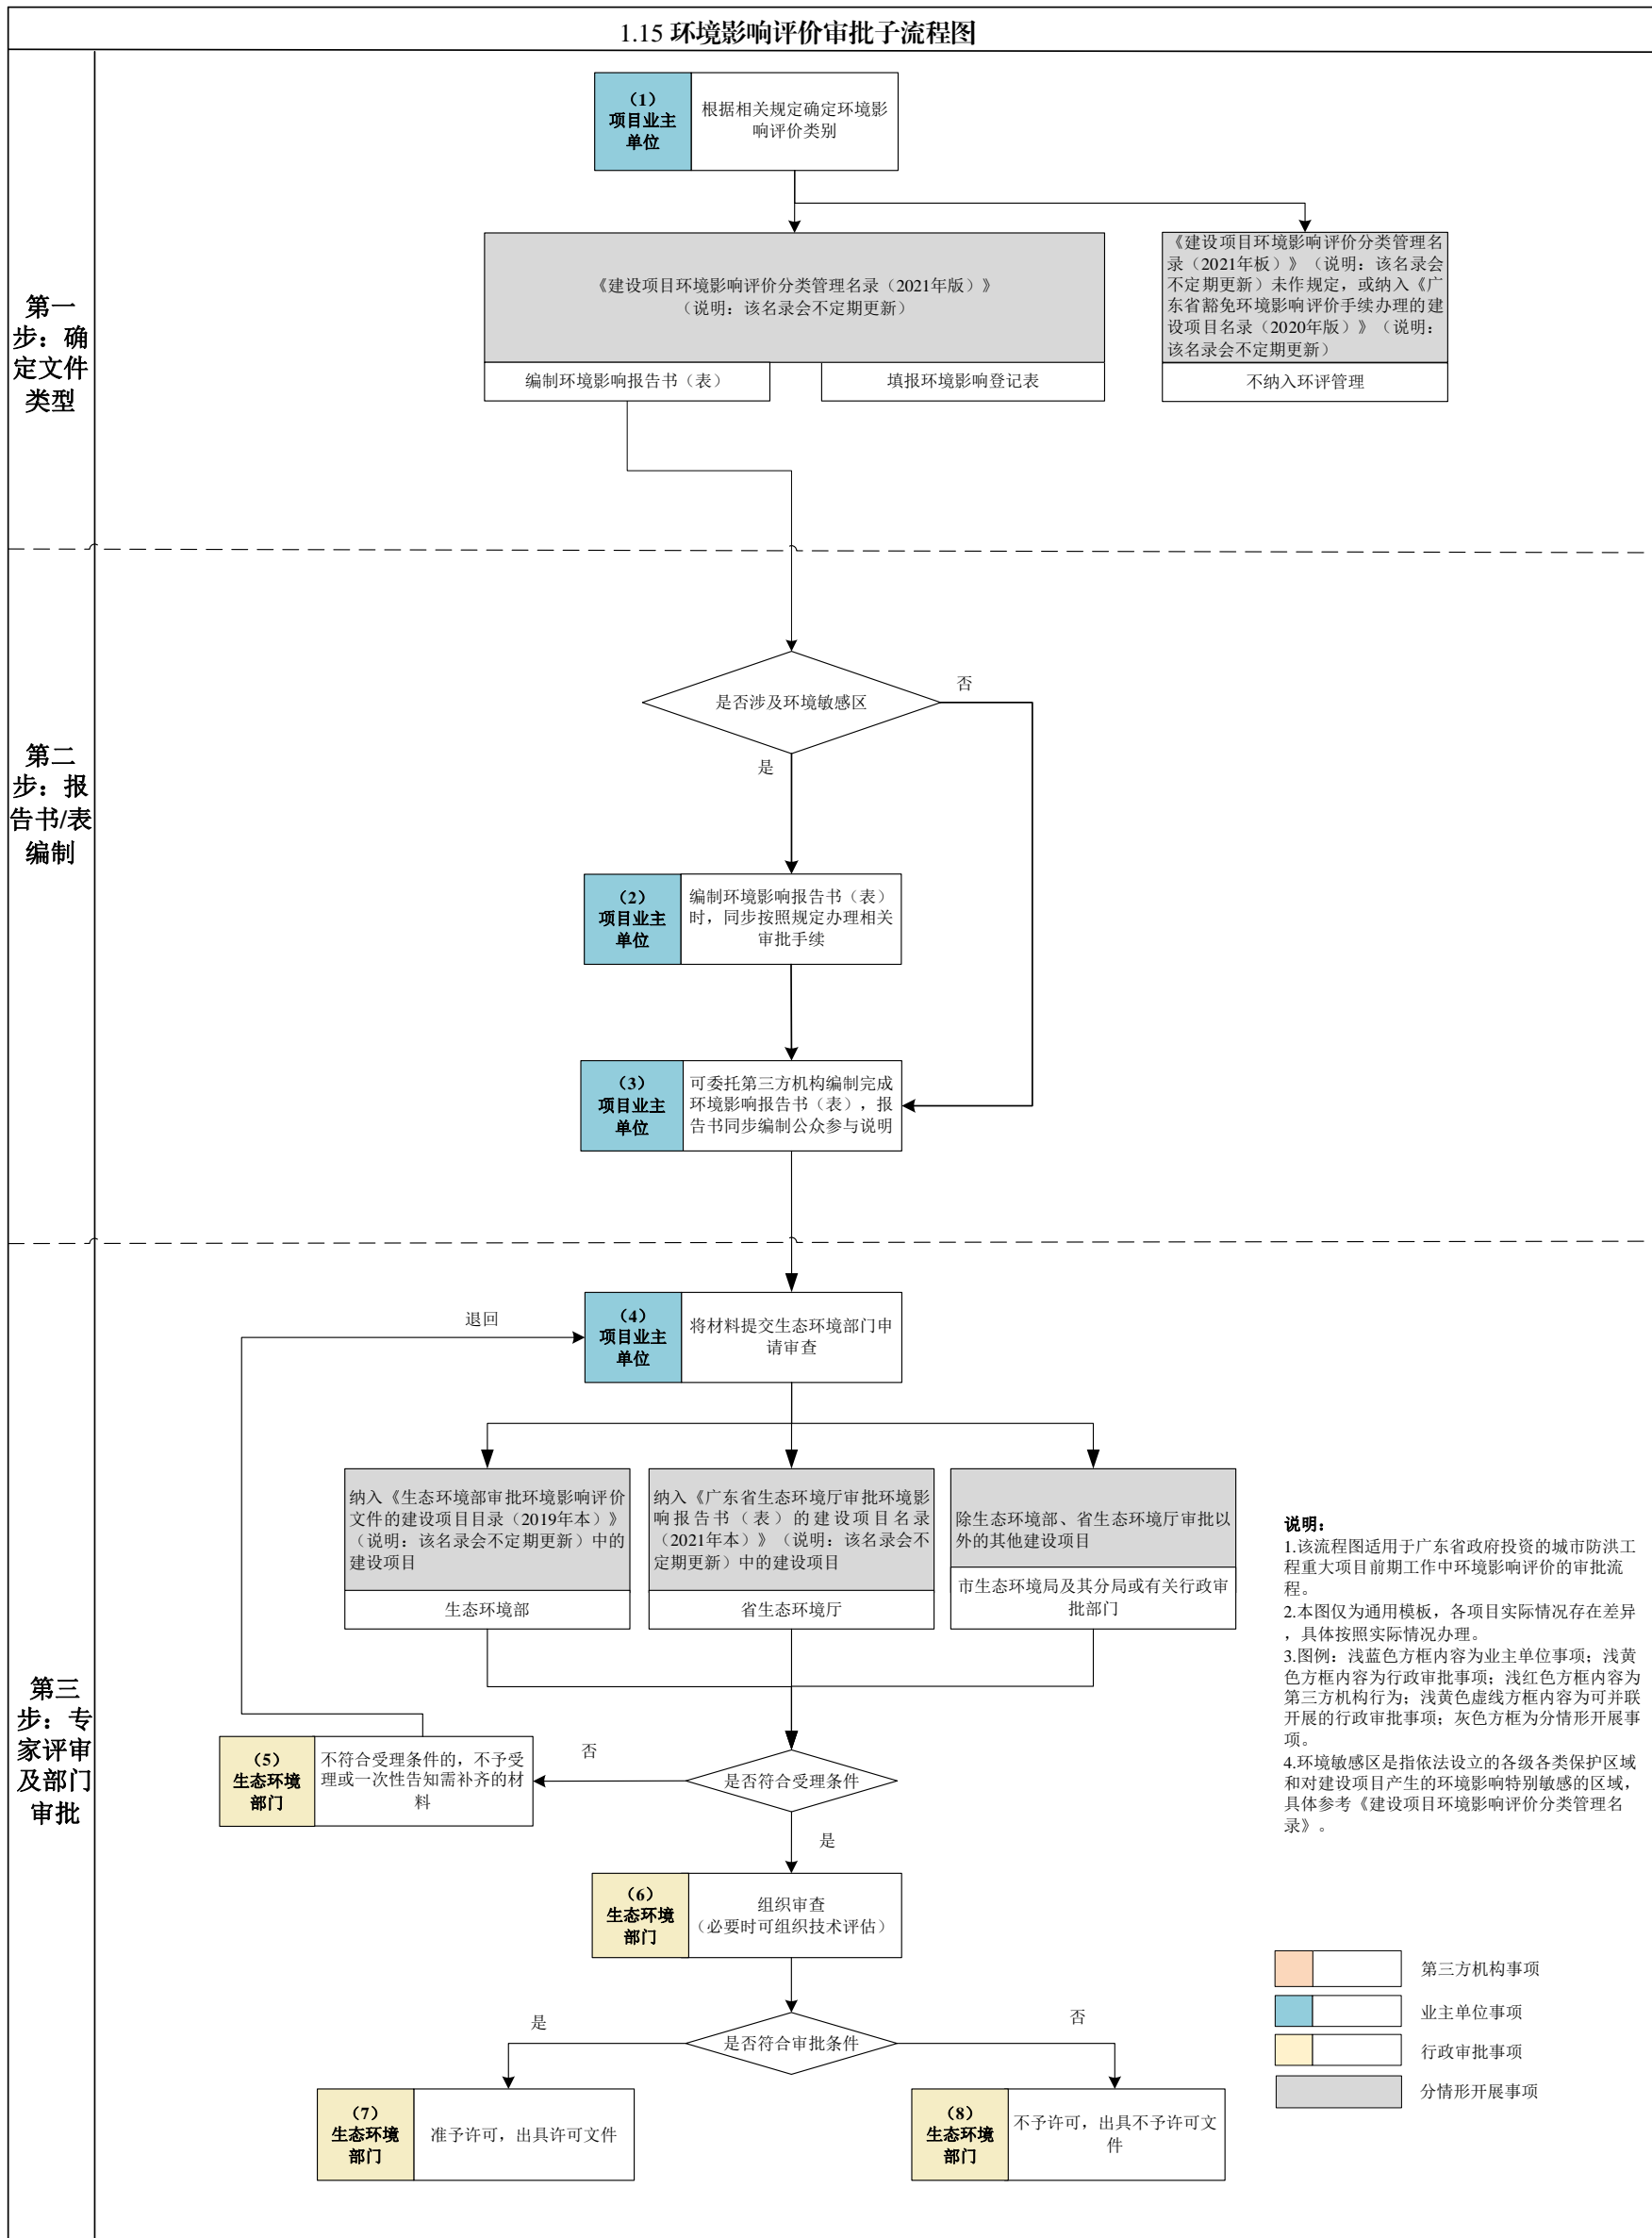 1.15 环境影响评价审批子流程图
第一
步：确
定文件
类型
（1）
项目业主
单位
根据相关规定确定环境影
响评价类别
《建设项目环境影响评价分类管理名录（2021年版）》
（说明：该名录会不定期更新）
编制环境影响报告书（表）
填报环境影响登记表
《建设项目环境影响评价分类管理名
录（2021年板）》（说明：该名录会
不定期更新）未作规定，或纳入《广
东省豁免环境影响评价手续办理的建
设项目名录（2020年版）》（说明：
该名录会不定期更新）
不纳入环评管理
第二
步：报
告书/表
编制
是否涉及环境敏感区
否
是
（2）
项目业主
单位
编制环境影响报告书（表）
时，同步按照规定办理相关
审批手续
（3）
项目业主
单位
可委托第三方机构编制完成
环境影响报告书（表），报
告书同步编制公众参与说明
第三
步：专
家评审
及部门
审批
退回
（4）
项目业主
单位
将材料提交生态环境部门申
请审查
纳入《生态环境部审批环境影响评价
文件的建设项目目录（2019年本）》
（说明：该名录会不定期更新）中的
建设项目
生态环境部
纳入《广东省生态环境厅审批环境影
响报告书（表）的建设项目名录
（2021年本）》（说明：该名录会不
定期更新）中的建设项目
省生态环境厅
除生态环境部、省生态环境厅审批以
外的其他建设项目
市生态环境局及其分局或有关行政审
批部门
（5）
生态环境
部门
不符合受理条件的，不予受
理或一次性告知需补齐的材
料
否
是否符合受理条件
是
（6）
生态环境
部门
组织审查
（必要时可组织技术评估）
是
是否符合审批条件
否
（7）
生态环境
部门
准予许可，出具许可文件
（8）
生态环境
部门
不予许可，出具不予许可文
件
说明：
1.该流程图适用于广东省政府投资的城市防洪工
程重大项目前期工作中环境影响评价的审批流
程。
2.本图仅为通用模板，各项目实际情况存在差异
，具体按照实际情况办理。
3.图例：浅蓝色方框内容为业主单位事项；浅黄
色方框内容为行政审批事项；浅红色方框内容为
第三方机构行为；浅黄色虚线方框内容为可并联
开展的行政审批事项；灰色方框为分情形开展事
项。
4.环境敏感区是指依法设立的各级各类保护区域
和对建设项目产生的环境影响特别敏感的区域，
具体参考《建设项目环境影响评价分类管理名
录》。
第三方机构事项
业主单位事项
行政审批事项
分情形开展事项